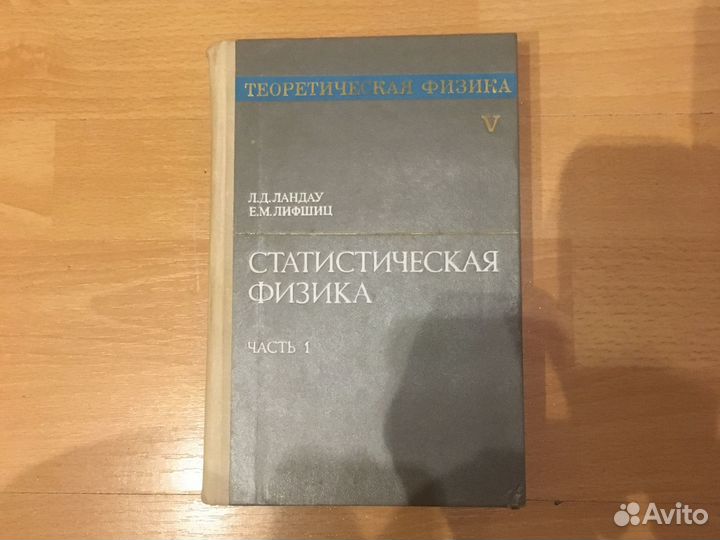 ТЕОРЕТИЧЕСКАЯ ФИЗИКА
V
Л.Д. ЛАНДАУ
Е.М. ЛИФШИЦ
СТАТИСТИЧЕСКАЯ
ФИЗИКА
ЧАСТЬ 1
Avito